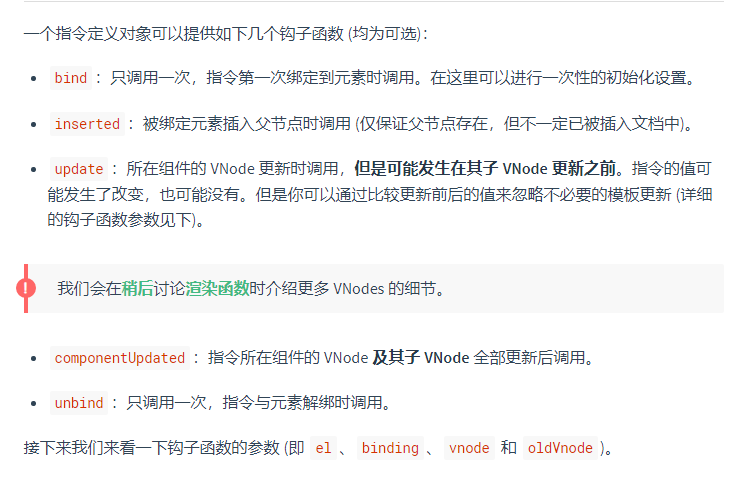 一个指令定义对象可以提供如下几个钩子函数 (均为可选)：
bind：只调用一次，指令第一次绑定到元素时调用。在这里可以进行一次性的初始化设置。
inserted：被绑定元素插入父节点时调用 (仅保证父节点存在，但不一定已被插入文档中)。
update：所在组件的 VNode 更新时调用，但是可能发生在其子 VNode 更新之前。指令的值可
能发生了改变，也可能没有。但是你可以通过比较更新前后的值来忽略不必要的模板更新 (详细
的钩子函数参数见下)。
我们会在稍后讨论渲染函数时介绍更多 VNodes 的细节。
componentUpdated：指令所在组件的 VNode 及其子 VNode 全部更新后调用。
unbind：只调用一次，指令与元素解绑时调用。
接下来我们来看一下钩子函数的参数 (即 el、binding、vnode 和 oldVnode)。